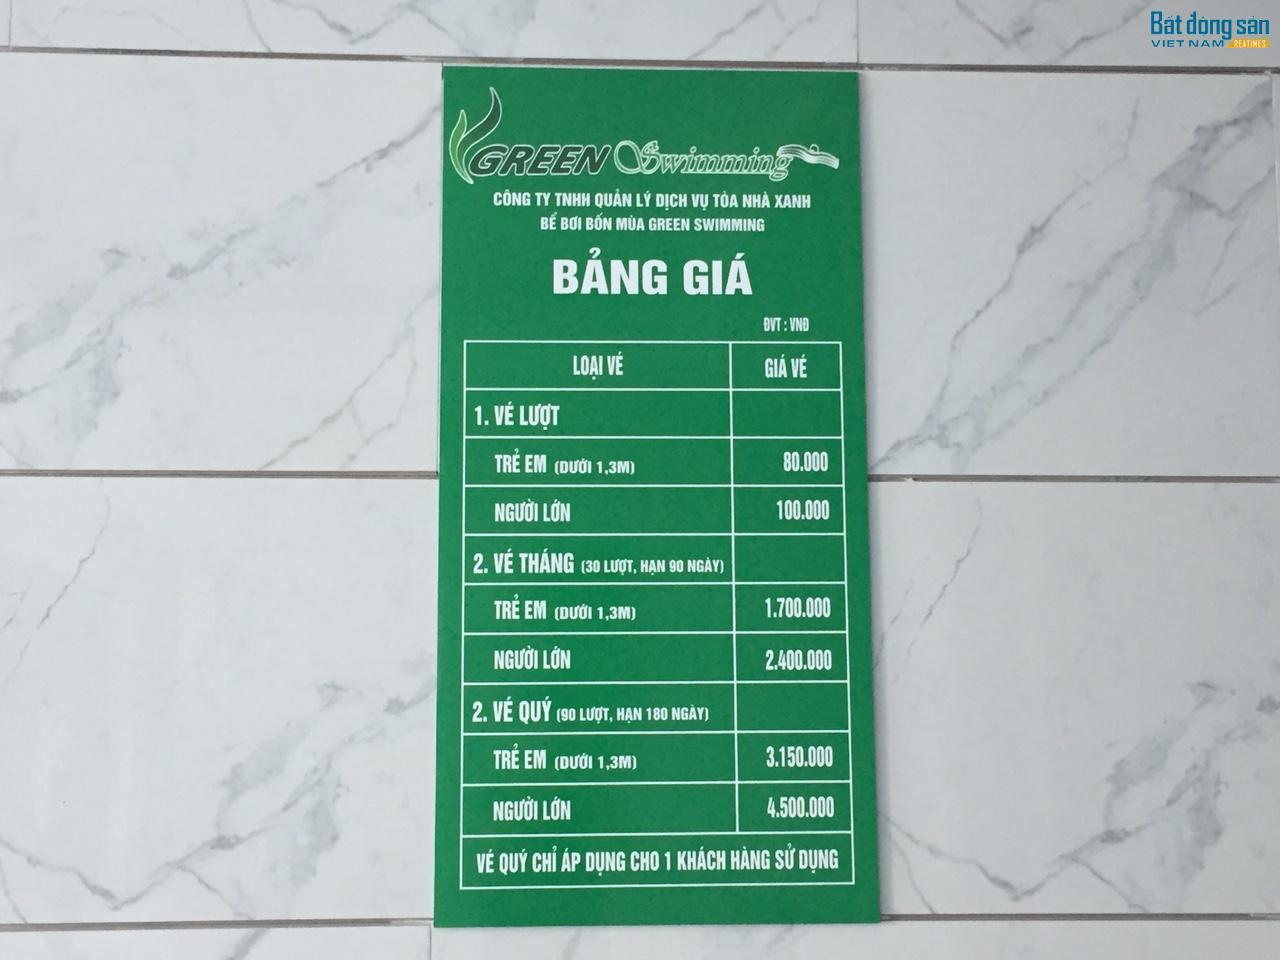 Bất động sản
VIET NAM REATIMES
GREEN Swimming
CÔNG TY TNHH QUẢN LÝ DỊCH VỤ TÒA NHÀ XANH
BỂ BƠI BỐN MÙA GREEN SWIMMING
BẢNG GIÁ
ĐVT : VNĐ
LOẠI VÉ GIÁ VÉ
1. VÉ LƯỢT
TRẺ EM (DƯỚI 1,3M) 80.000
NGƯỜI LỚN 100.000
2. VÉ THÁNG (30 LƯỢT, HẠN 90 NGÀY)
TRẺ EM (DƯỚI 1,3M) 1.700.000
NGƯỜI LỚN 2.400.000
2. VÉ QUÝ (90 LƯỢT, HẠN 180 NGÀY)
TRẺ EM (DƯỚI 1,3M) 3.150.000
NGƯỜI LỚN 4.500.000
VÉ QUÝ CHỈ ÁP DỤNG CHO 1 KHÁCH HÀNG SỬ DỤNG